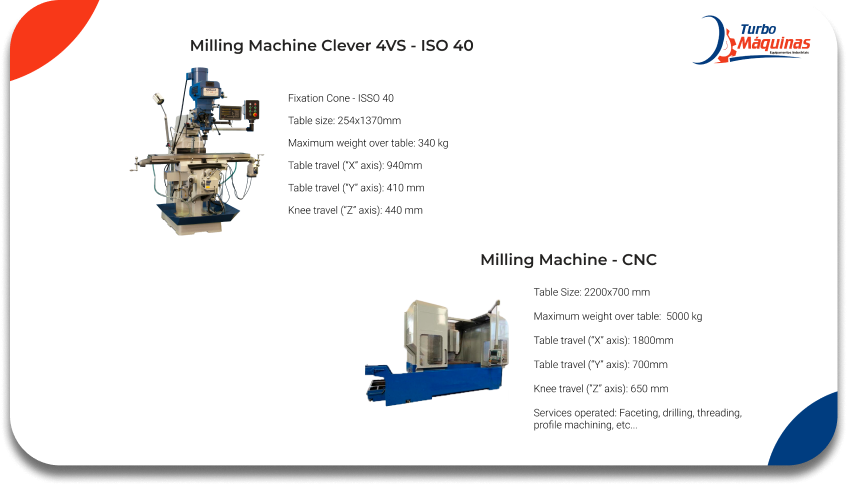 Turbo
Máquinas
Equipamentos Industriais
Milling Machine Clever 4VS - ISO 40
Fixation Cone - ISSO 40
Table size: 254x1370mm
Maximum weight over table: 340 kg
Table travel (“X” axis): 940mm
Table travel (“Y” axis): 410 mm
Knee travel (“Z” axis): 440 mm
Milling Machine - CNC
Table Size: 2200x700 mm
Maximum weight over table:  5000 kg
Table travel (“X” axis): 1800mm
Table travel (“Y” axis): 700mm
Knee travel (“Z” axis): 650 mm
Services operated: Faceting, drilling, threading,
profile machining, etc...